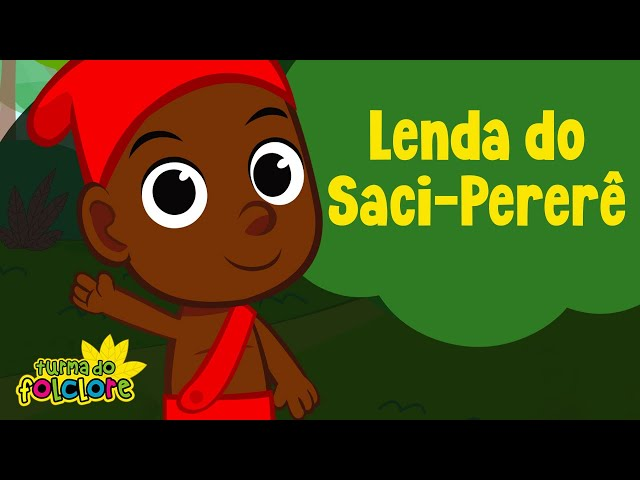 Lenda do
Saci-Pererê
turma do
folclore